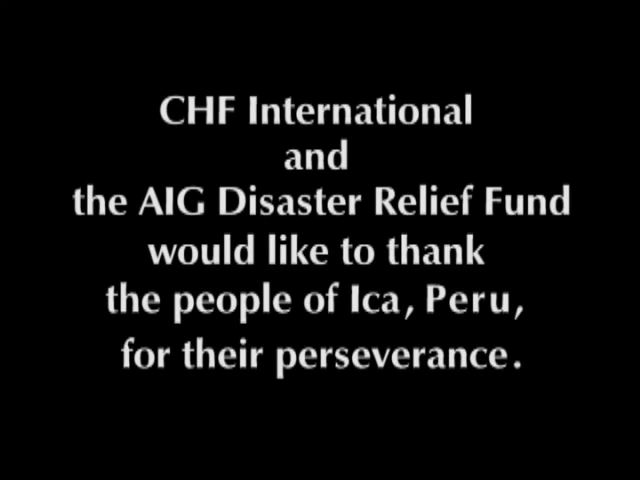 CHF International
and
the AIG Disaster Relief Fund
would like to thank
the people of Ica, Peru,
for their perseverance.